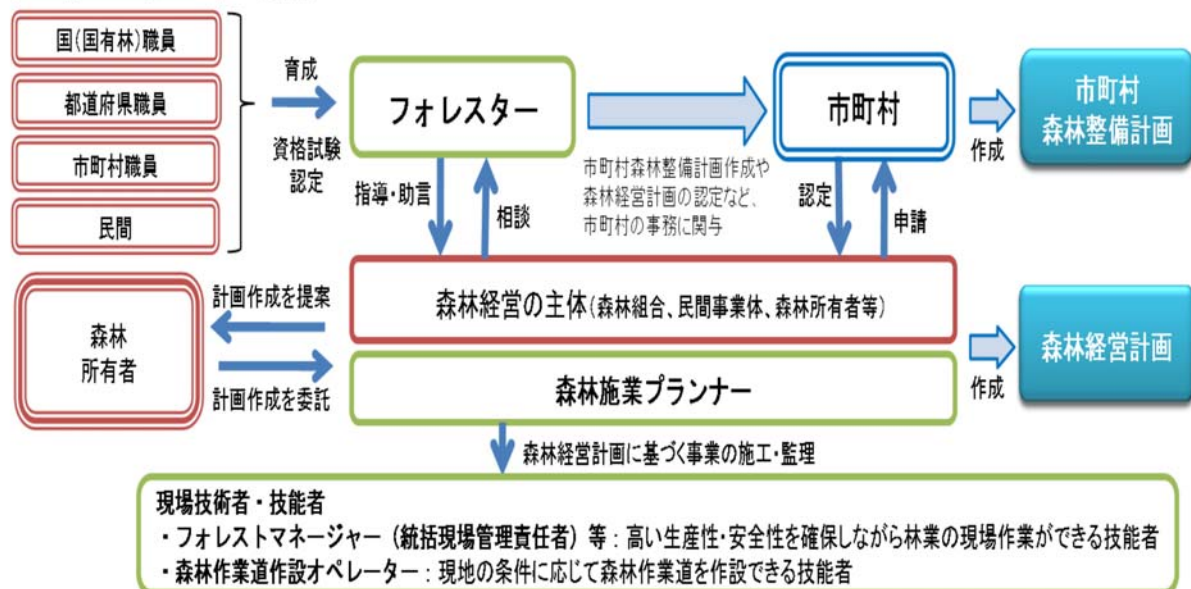 国(国有林)職員
都道府県職員
市町村職員
民間
育成
資格試験
認定
フォレスター
市町村森林整備計画作成や
森林経営計画の認定など、
市町村の事務に関与
市町村
作成
市町村
森林整備計画
指導・助言
相談
認定
申請
森林
所有者
計画作成を提案
計画作成を委託
森林経営の主体(森林組合、民間事業体、森林所有者等)
森林施業プランナー
作成
森林経営計画
森林経営計画に基づく事業の施工・監理
現場技術者・技能者
・フォレストマネージャー(統括現場管理責任者)等:高い生産性・安全性を確保しながら林業の現場作業ができる技能者
・森林作業道作設オペレーター:現地の条件に応じて森林作業道を作設できる技能者